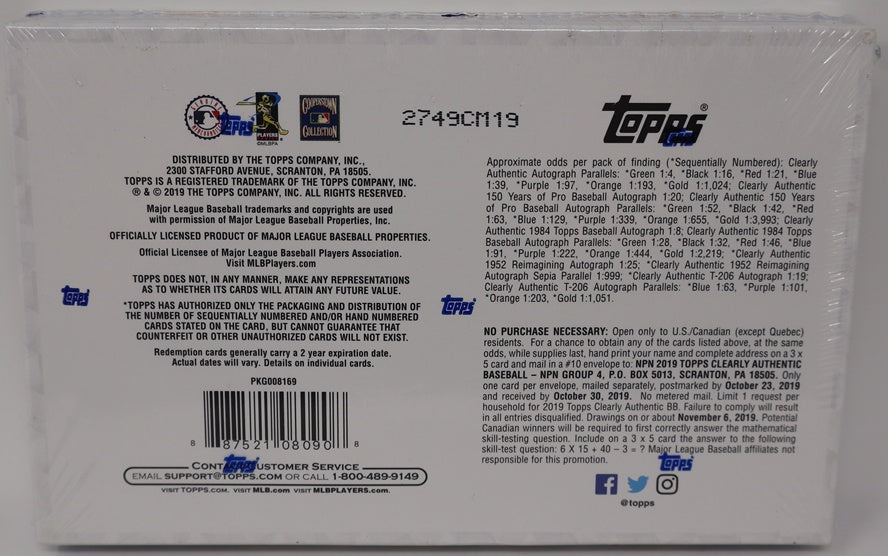 GENUINE MERCHANDISE
Topps
PLAYERS
©MLBPA
COOPERSTOWN
COLLECTION
2749CM19
Topps®
DISTRIBUTED BY THE TOPPS COMPANY, INC.,
2300 STAFFORD AVENUE, SCRANTON, PA 18505.
TOPPS IS A REGISTERED TRADEMARK OF THE TOPPS COMPANY, INC.
® & © 2019 THE TOPPS COMPANY, INC. ALL RIGHTS RESERVED.
Major League Baseball trademarks and copyrights are used
with permission of Major League Baseball Properties, Inc.
OFFICIALLY LICENSED PRODUCT OF MAJOR LEAGUE BASEBALL PROPERTIES.
Official Licensee of Major League Baseball Players Association.
Visit MLBPlayers.com
TOPPS DOES NOT, IN ANY MANNER, MAKE ANY REPRESENTATIONS
AS TO WHETHER ITS CARDS WILL ATTAIN ANY FUTURE VALUE.
Topps
Topps
*TOPPS HAS AUTHORIZED ONLY THE PACKAGING AND DISTRIBUTION OF
THE NUMBER OF SEQUENTIALLY NUMBERED AND/OR HAND NUMBERED
CARDS STATED ON THE CARD, BUT CANNOT GUARANTEE THAT
COUNTERFEIT OR OTHER UNAUTHORIZED CARDS WILL NOT EXIST.
Redemption cards generally carry a 2 year expiration date.
Actual dates will vary. Details on individual cards.
PKG008169
8 87521 08090 8
Topps
CUSTOMER SERVICE
EMAIL SUPPORT@TOPPS.COM OR CALL 1-800-489-9149
VISIT TOPPS.COM. VISIT MLB.com VISIT MLBPLAYERS.COM.
Approximate odds per pack of finding (*Sequentially Numbered): Clearly
Authentic Autograph Parallels: *Green 1:4, *Black 1:16, *Red 1:21, *Blue
1:39, *Purple 1:97, *Orange 1:193, *Gold 1:1,024; Clearly Authentic 150
Years of Pro Baseball Autograph 1:20; Clearly Authentic 150 Years
of Pro Baseball Autograph Parallels: *Green 1:52, *Black 1:42, *Red
1:63, *Blue 1:129, *Purple 1:339, *Orange 1:655, *Gold 1:3,993; Clearly
Authentic 1984 Topps Baseball Autograph 1:8; Clearly Authentic 1984 Topps
Baseball Autograph Parallels: *Green 1:28, *Black 1:32, *Red 1:46, *Blue
1:91, *Purple 1:222, *Orange 1:444, *Gold 1:2,219; Clearly Authentic
1952 Reimagining Autograph 1:25; *Clearly Authentic 1952 Reimagining
Autograph Sepia Parallel 1:999; *Clearly Authentic T-206 Autograph 1:19;
Clearly Authentic T-206 Autograph Parallels: *Blue 1:63, *Purple 1:101,
*Orange 1:203, *Gold 1:1,051.
NO PURCHASE NECESSARY: Open only to U.S./Canadian (except Quebec)
residents. For a chance to obtain any of the cards listed above, at the same
odds, while supplies last, hand print your name and complete address on a 3 x
5 card and mail in a #10 envelope to: NPN 2019 TOPPS CLEARLY AUTHENTIC
BASEBALL – NPN GROUP 4, P.O. BOX 5013, SCRANTON, PA 18505. Only
one card per envelope, mailed separately, postmarked by October 23, 2019
and received by October 30, 2019. No metered mail. Limit 1 request per
household for 2019 Topps Clearly Authentic BB. Failure to comply will result
in all entries disqualified. Drawings on or about November 6, 2019. Potential
Canadian winners will be required to first correctly answer the mathematical
skill-testing question. Include on a 3 x 5 card the answer to the following
skill-test question: 6 X 15 + 40 – 3 = ? Major League Baseball affiliates not
responsible for this promotion.
Topps
@topps